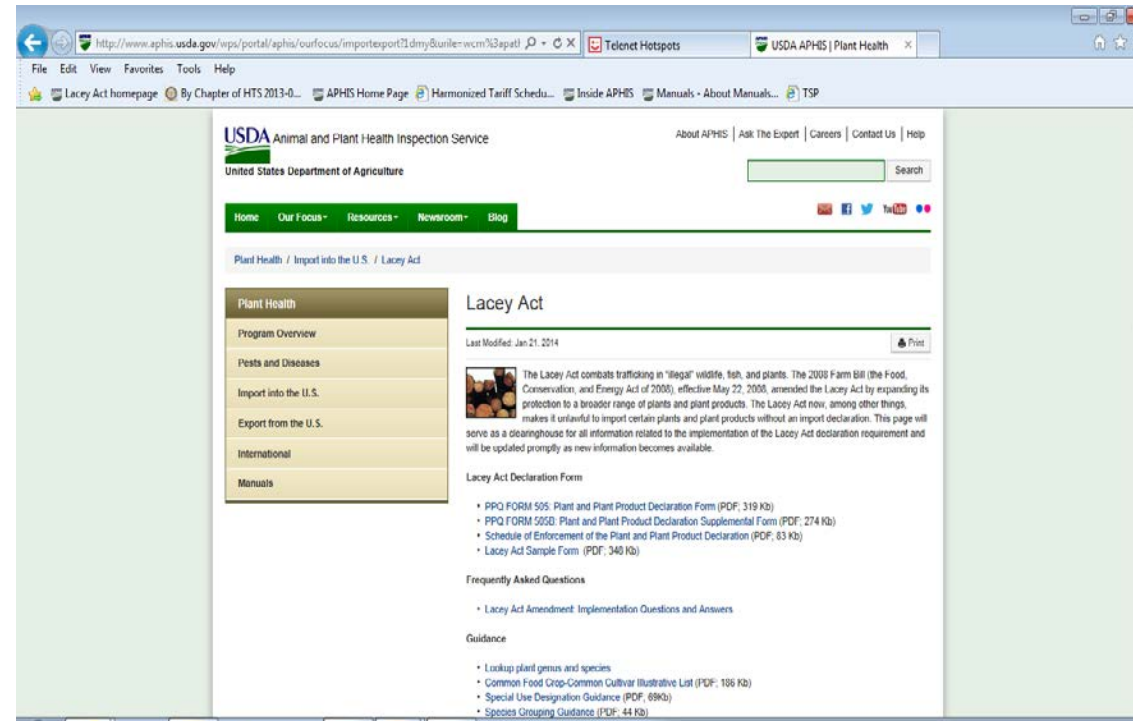 http://www.aphis.usda.gov/wps/portal/aphis/ourfocus/importexport?1dmy&urile=wcm%3apath
Telenet Hotspots
USDA APHIS | Plant Health
File Edit View Favorites Tools Help
Lacey Act homepage By Chapter of HTS 2013-0... APHIS Home Page Harmonized Tariff Schedu... Inside APHIS Manuals - About Manuals... TSP
USDA Animal and Plant Health Inspection Service
About APHIS | Ask The Expert | Careers | Contact Us | Help
United States Department of Agriculture
Search
Home Our Focus Resources Newsroom Blog
You Tube
Plant Health / Import into the U.S. / Lacey Act
Plant Health
Program Overview
Pests and Diseases
Import into the U.S.
Export from the U.S.
International
Manuals
Lacey Act
Last Modified: Jan 21, 2014
Print
The Lacey Act combats trafficking in "illegal" wildlife, fish, and plants. The 2008 Farm Bill (the Food,
Conservation, and Energy Act of 2008), effective May 22, 2008, amended the Lacey Act by expanding its
protection to a broader range of plants and plant products. The Lacey Act now, among other things,
makes it unlawful to import certain plants and plant products without an import declaration. This page will
serve as a clearinghouse for all information related to the implementation of the Lacey Act declaration requirement and
will be updated promptly as new information becomes available.
Lacey Act Declaration Form
• PPQ FORM 505: Plant and Plant Product Declaration Form (PDF; 319 Kb)
• PPQ FORM 505B: Plant and Plant Product Declaration Supplemental Form (PDF; 274 Kb)
• Schedule of Enforcement of the Plant and Plant Product Declaration (PDF; 83 Kb)
• Lacey Act Sample Form (PDF; 348 Kb)
Frequently Asked Questions
• Lacey Act Amendment: Implementation Questions and Answers
Guidance
• Lookup plant genus and species
• Common Food Crop-Common Cultivar Illustrative List (PDF; 186 Kb)
• Special Use Designation Guidance (PDF, 69Kb)
• Species Grouping Guidance (PDF; 44 Kb)